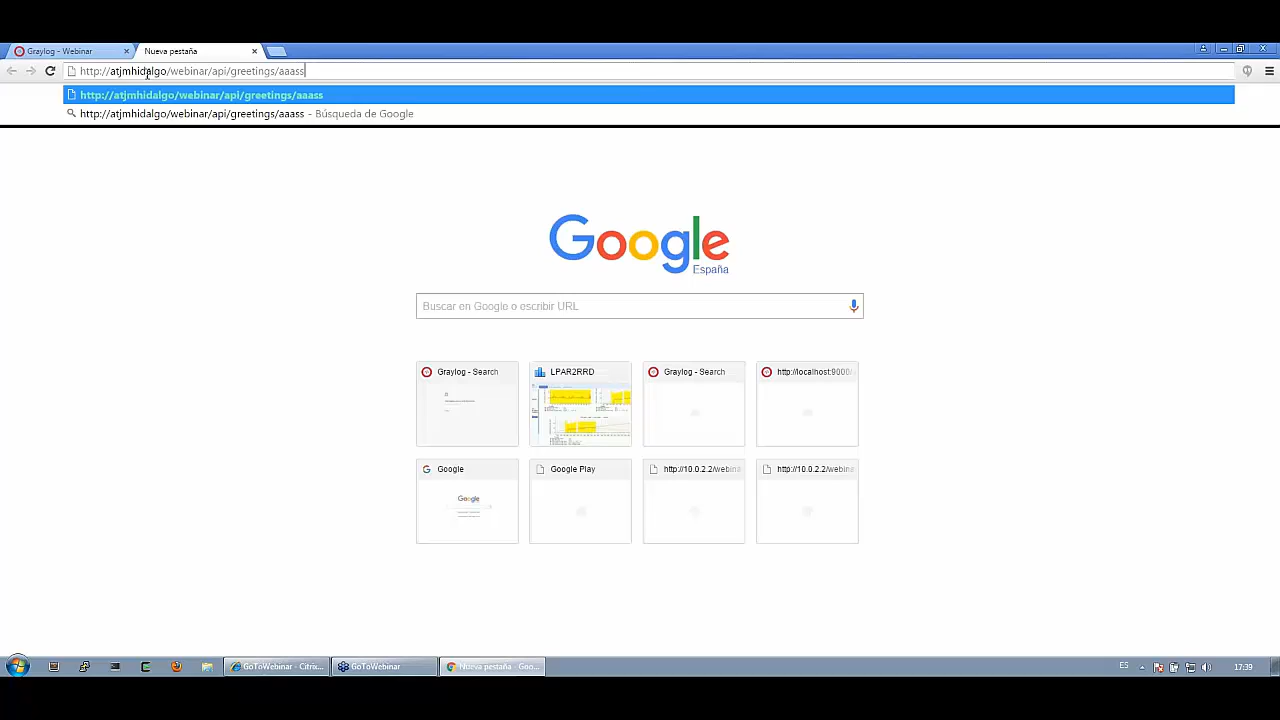 Graylog - Webinar
Nueva pestaña
http://atjmhidalgo/webinar/api/greetings/aaass
http://atjmhidalgo/webinar/api/greetings/aaass
http://atjmhidalgo/webinar/api/greetings/aaass - Búsqueda de Google
Google
España
Buscar en Google o escribir URL
Graylog - Search
LPAR2RRD
Graylog - Search
http://localhost:9000/
Google
Google Play
http://10.0.2.2/webina
http://10.0.2.2/webina
Google
GoToWebinar - Citrix...
GoToWebinar
Nueva pestaña - Goo...
ES
17:39